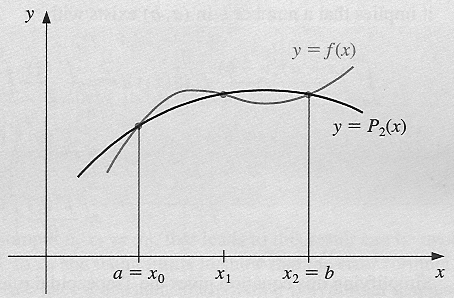 y
y = f(x)
y = P₂(x)
a = x₀
x₁
x₂ = b
x